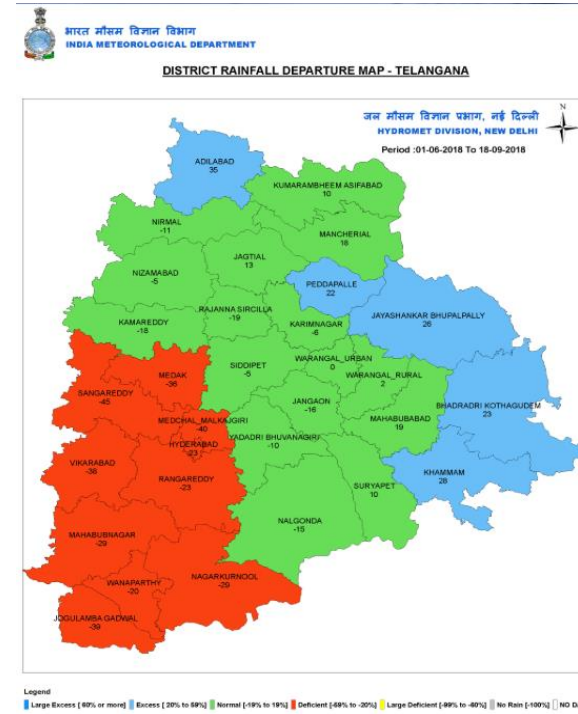 भारत मौसम विज्ञान विभाग
INDIA METEOROLOGICAL DEPARTMENT
DISTRICT RAINFALL DEPARTURE MAP - TELANGANA
जल मौसम विज्ञान प्रभाग, नई दिल्ली
HYDROMET DIVISION, NEW DELHI
N
Period :01-06-2018 To 18-09-2018
ADILABAD
35
KUMARAMBHEEM ASIFABAD
10
NIRMAL
-11
MANCHERIAL
18
JAGTIAL
13
NIZAMABAD
-5
PEDDAPALLE
22
RAJANNA SIRCILLA
-19
JAYASHANKAR BHUPALPALLY
26
KAMAREDDY
-18
KARIMNAGAR
-6
WARANGAL_URBAN
0
SIDDIPET
-5
MEDAK
-36
WARANGAL_RURAL
2
SANGAREDDY
-45
JANGAON
-16
BHADRADRI KOTHAGUDEM
23
MEDCHAL_MALKAJGIRI
-40
MAHABUBABAD
19
YADADRI BHUVANAGIRI
-10
HYDERABAD
-23
VIKARABAD
-38
KHAMMAM
28
RANGAREDDY
-23
SURYAPET
10
NALGONDA
-15
MAHABUBNAGAR
-29
NAGARKURNOOL
-29
WANAPARTHY
-20
JOGULAMBA GADWAL
-39
Legend
Large Excess [ 60% or more] Excess [ 20% to 59%] Normal [-19% to 19%] Deficient [-59% to -20%] Large Deficient [-99% to -60%] No Rain [-100%] NO D